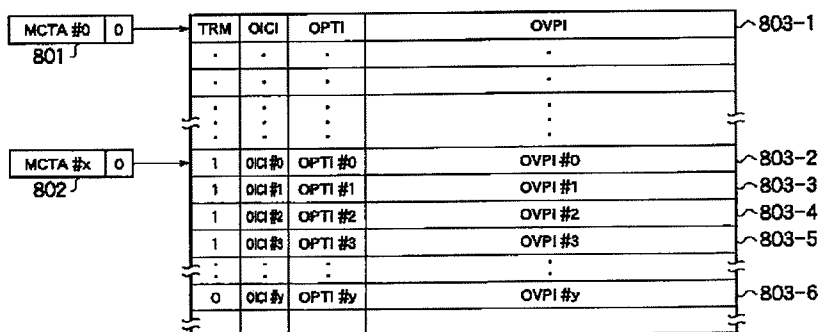 MCTA #0 0 TRM OICI OPTI OVPI 803-1
801
MCTA #x 0 1 OICI #0 OPTI #0 OVPI #0 803-2
802 1 OICI #1 OPTI #1 OVPI #1 803-3
1 OICI #2 OPTI #2 OVPI #2 803-4
1 OICI #3 OPTI #3 OVPI #3 803-5
0 OICI #y OPTI #y OVPI #y 803-6